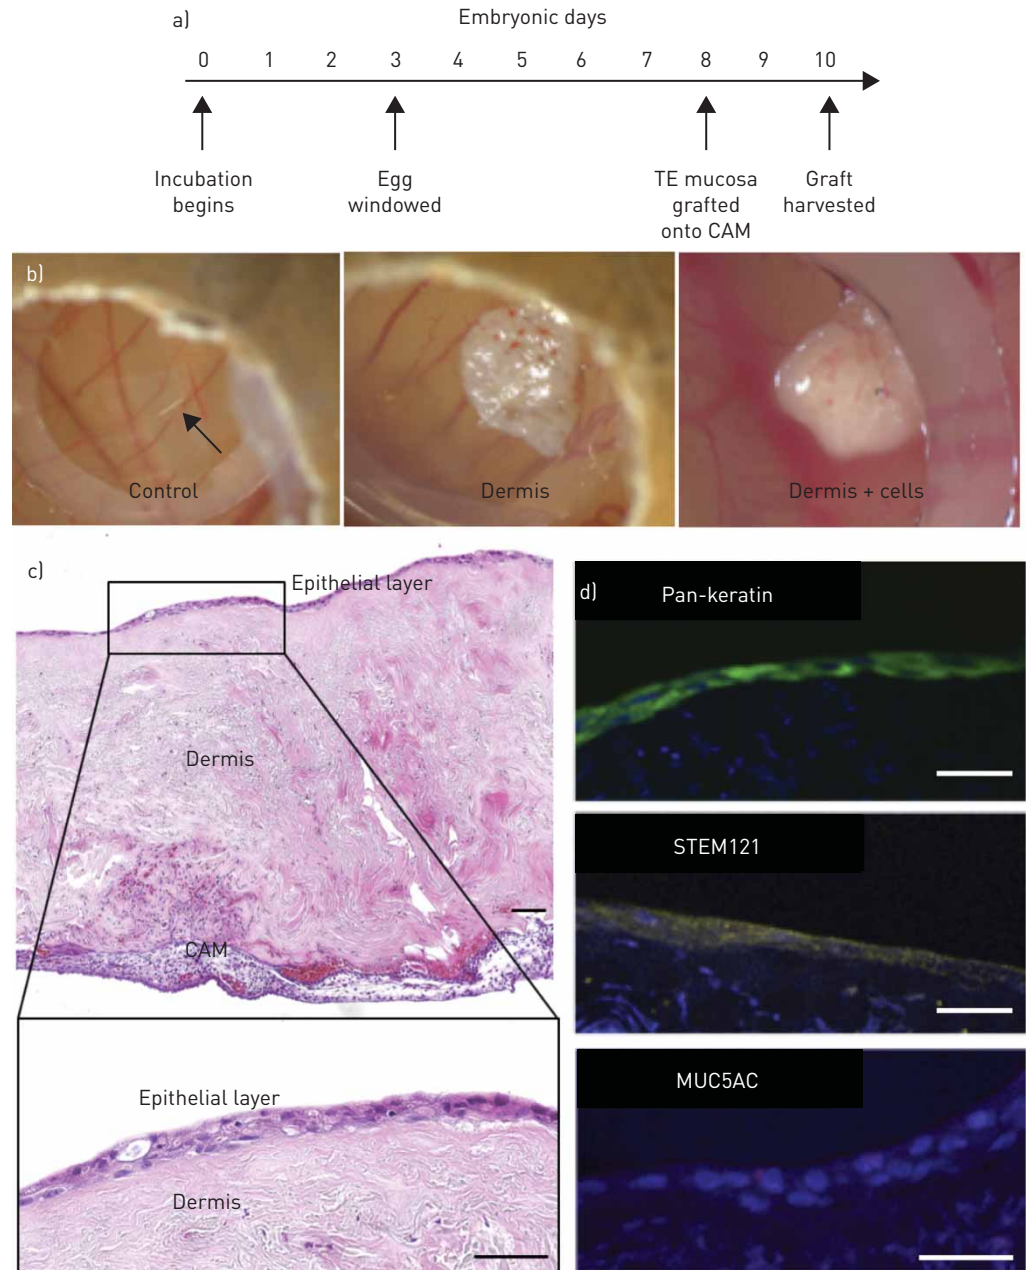 a)
Embryonic days
0 1 2 3 4 5 6 7 8 9 10
Incubation
begins
Egg
windowed
TE mucosa
grafted
onto CAM
Graft
harvested
b)
Control
Dermis
Dermis + cells
c)
Epithelial layer
Dermis
CAM
Epithelial layer
Dermis
d)
Pan-keratin
STEM121
MUC5AC